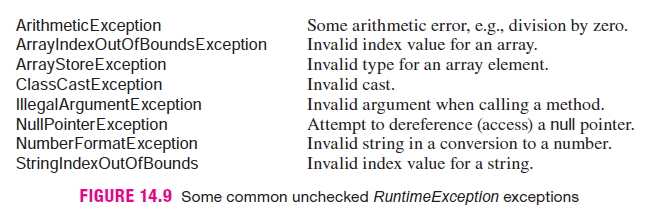 ArithmeticException Some arithmetic error, e.g., division by zero.
ArrayIndexOutOfBoundsException Invalid index value for an array.
ArrayStoreException Invalid type for an array element.
ClassCastException Invalid cast.
IllegalArgumentException Invalid argument when calling a method.
NullPointerException Attempt to dereference (access) a null pointer.
NumberFormatException Invalid string in a conversion to a number.
StringIndexOutOfBounds Invalid index value for a string.
FIGURE 14.9 Some common unchecked RuntimeException exceptions